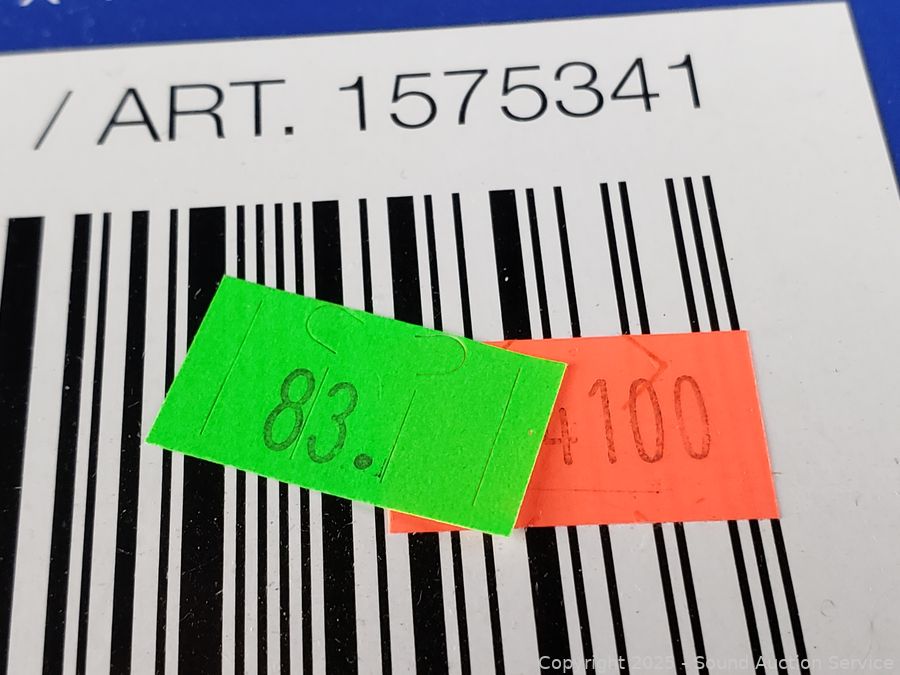 / ART. 1575341
83.
4100
Copyright 2025 - Sound Auction Service